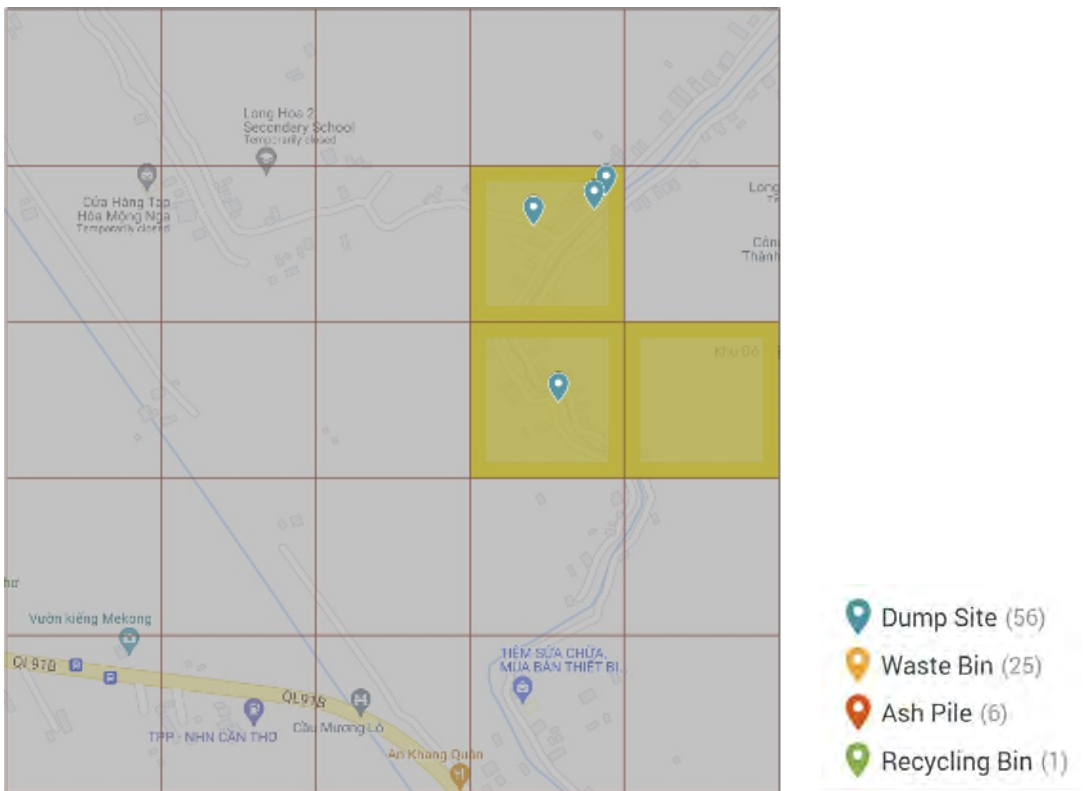 Long Hoa 2
Secondary School
Temporarily closed
Cửa Hàng Tạp
Hóa Mộng Nga
Temporarily closed
Long
Côn
Thành
Khu Đô
Vườn kiểng Mekong
QL91B
QL91B
TPP - NHN CẦN THƠ
Cầu Mương Lộ
An Khang Quán
TIỆM SỬA CHỮA,
MUA BÁN THIẾT BỊ...
Dump Site (56)
Waste Bin (25)
Ash Pile (6)
Recycling Bin (1)